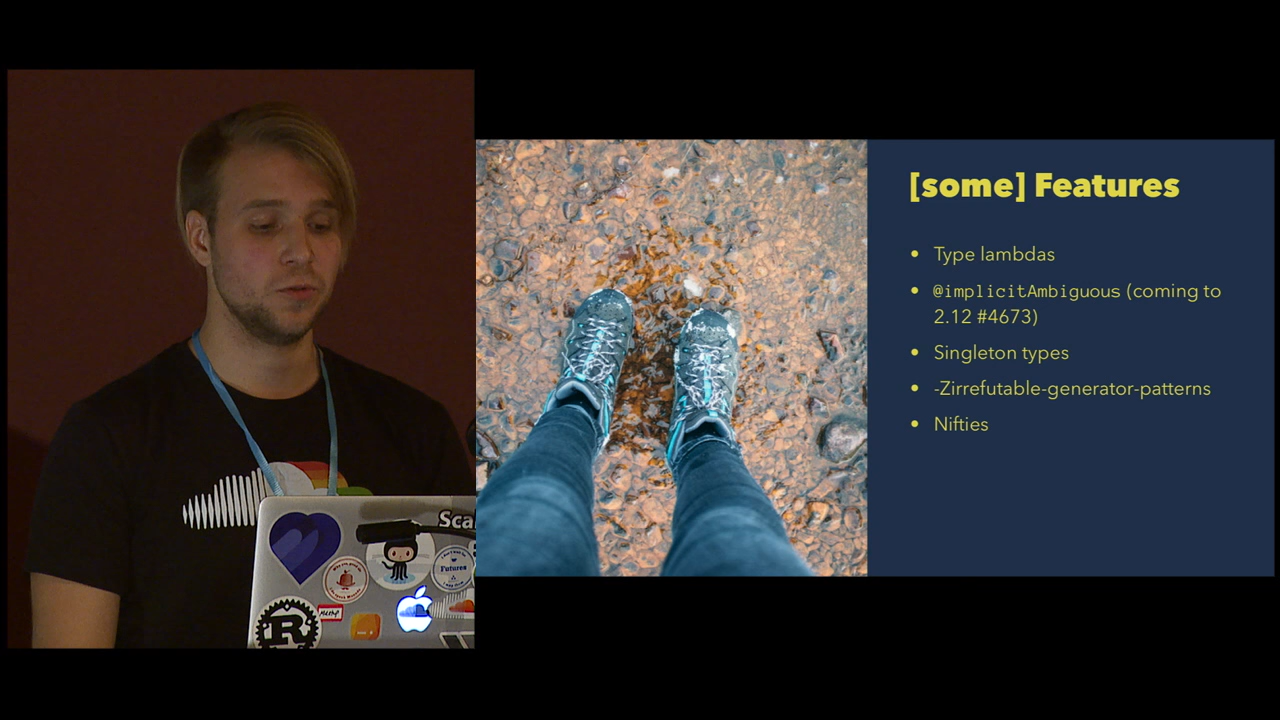 [some] Features
• Type lambdas
• @implicitAmbiguous (coming to
2.12 #4673)
• Singleton types
• -Zirrefutable-generator-patterns
• Nifties
Sca
Futures
R